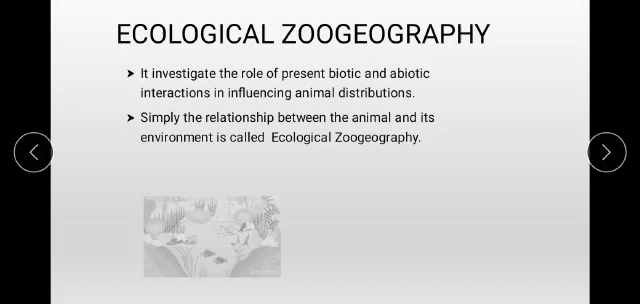 ECOLOGICAL ZOOGEOGRAPHY
➤ It investigate the role of present biotic and abiotic
interactions in influencing animal distributions.
➤ Simply the relationship between the animal and its
environment is called Ecological Zoogeography.